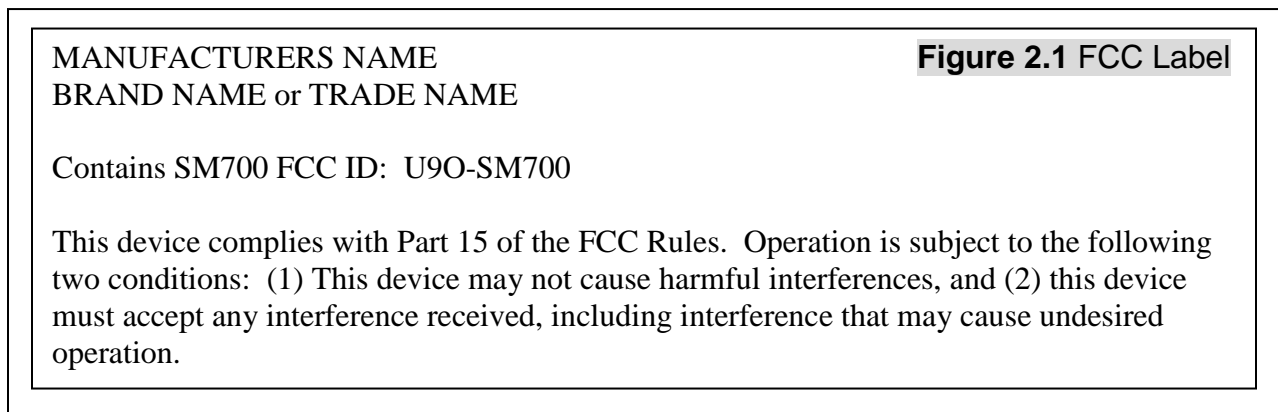 MANUFACTURERS NAME Figure 2.1 FCC Label
BRAND NAME or TRADE NAME
Contains SM700 FCC ID: U9O-SM700
This device complies with Part 15 of the FCC Rules. Operation is subject to the following
two conditions: (1) This device may not cause harmful interferences, and (2) this device
must accept any interference received, including interference that may cause undesired
operation.